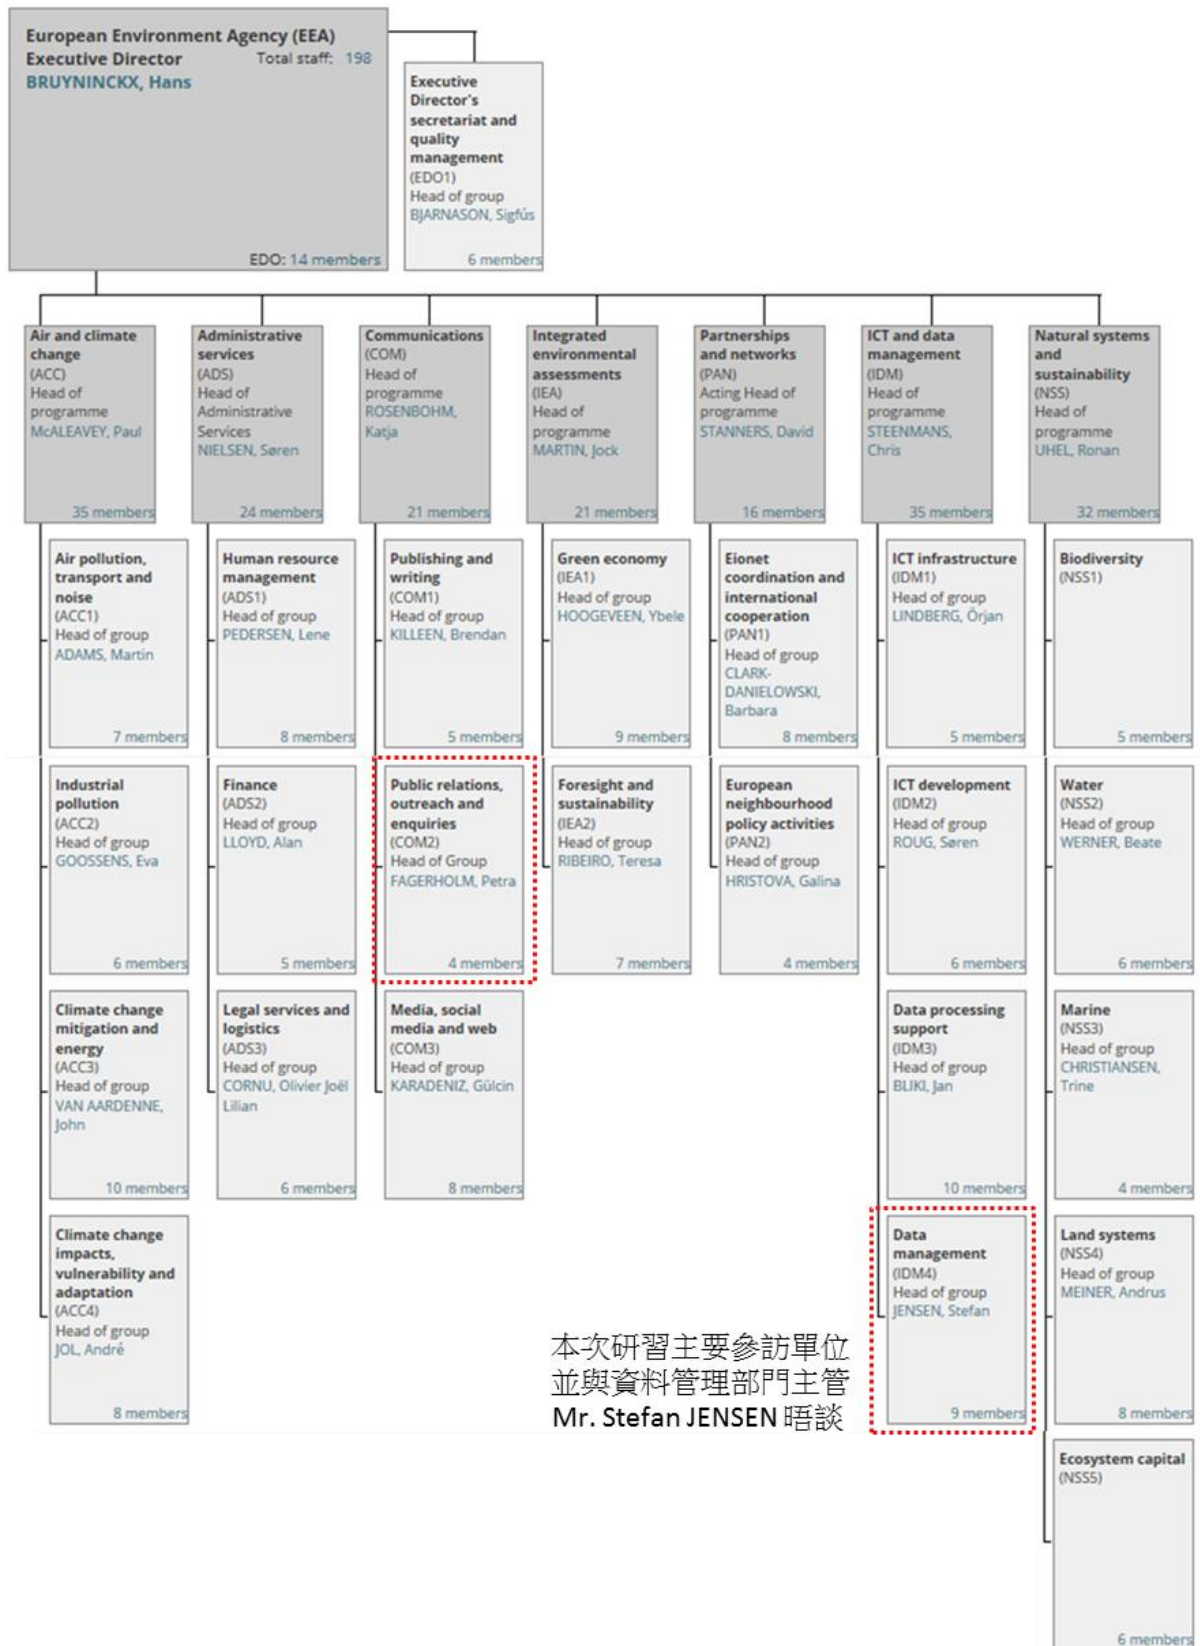 European Environment Agency (EEA)
Executive Director Total staff: 198
BRUYNINCKX, Hans
EDO: 14 members
Executive
Director's
secretariat and
quality
management
(EDO1)
Head of group
BJARNASON, Sigfús
6 members
Air and climate
change
(ACC)
Head of
programme
McALEAVEY, Paul
35 members
Administrative
services
(ADS)
Head of
Administrative
Services
NIELSEN, Søren
24 members
Communications
(COM)
Head of
programme
ROSENBOHM,
Katja
21 members
Integrated
environmental
assessments
(IEA)
Head of
programme
MARTIN, Jock
21 members
Partnerships
and networks
(PAN)
Acting Head of
programme
STANNERS, David
16 members
ICT and data
management
(IDM)
Head of
programme
STEENMANS,
Chris
35 members
Natural systems
and
sustainability
(NSS)
Head of
programme
UHEL, Ronan
32 members
Air pollution,
transport and
noise
(ACC1)
Head of group
ADAMS, Martin
7 members
Human resource
management
(ADS1)
Head of group
PEDERSEN, Lene
8 members
Publishing and
writing
(COM1)
Head of group
KILLEEN, Brendan
5 members
Green economy
(IEA1)
Head of group
HOOGEVEEN, Ybele
9 members
Eionet
coordination and
international
cooperation
(PAN1)
Head of group
CLARK-
DANIELOWSKI,
Barbara
8 members
ICT infrastructure
(IDM1)
Head of group
LINDBERG, Örjan
5 members
Biodiversity
(NSS1)
5 members
Industrial
pollution
(ACC2)
Head of group
GOOSSENS, Eva
6 members
Finance
(ADS2)
Head of group
LLOYD, Alan
5 members
Public relations,
outreach and
enquiries
(COM2)
Head of Group
FAGERHOLM, Petra
4 members
Foresight and
sustainability
(IEA2)
Head of group
RIBEIRO, Teresa
7 members
European
neighbourhood
policy activities
(PAN2)
Head of group
HRISTOVA, Galina
4 members
ICT development
(IDM2)
Head of group
ROUG, Søren
6 members
Water
(NSS2)
Head of group
WERNER, Beate
6 members
Climate change
mitigation and
energy
(ACC3)
Head of group
VAN AARDENNE,
John
10 members
Legal services and
logistics
(ADS3)
Head of group
CORNU, Olivier Joël
Lilian
6 members
Media, social
media and web
(COM3)
Head of group
KARADENIZ, Gülcin
8 members
Data processing
support
(IDM3)
Head of group
BLIKI, Jan
10 members
Marine
(NSS3)
Head of group
CHRISTIANSEN,
Trine
4 members
Climate change
impacts,
vulnerability and
adaptation
(ACC4)
Head of group
JOL, André
8 members
本次研習主要參訪單位
並與資料管理部門主管
Mr. Stefan JENSEN 晤談
Data
management
(IDM4)
Head of group
JENSEN, Stefan
9 members
Land systems
(NSS4)
Head of group
MEINER, Andrus
8 members
Ecosystem capital
(NSS5)
6 members